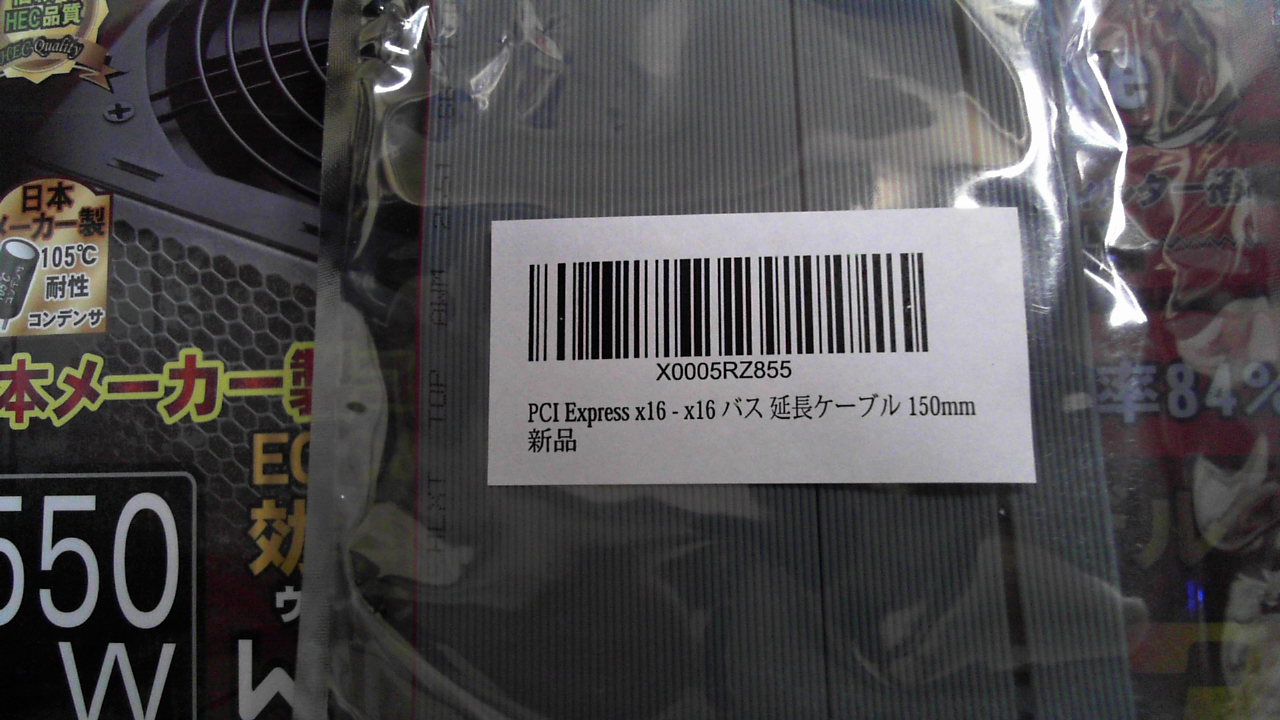 HEC品質
HEC Quality
日本
メーカー製
105℃
耐性
コンデンサ
本メーカー製
550
W
効
X0005RZ855
PCI Express x16 - x16 バス 延長ケーブル 150mm
新品
率84%